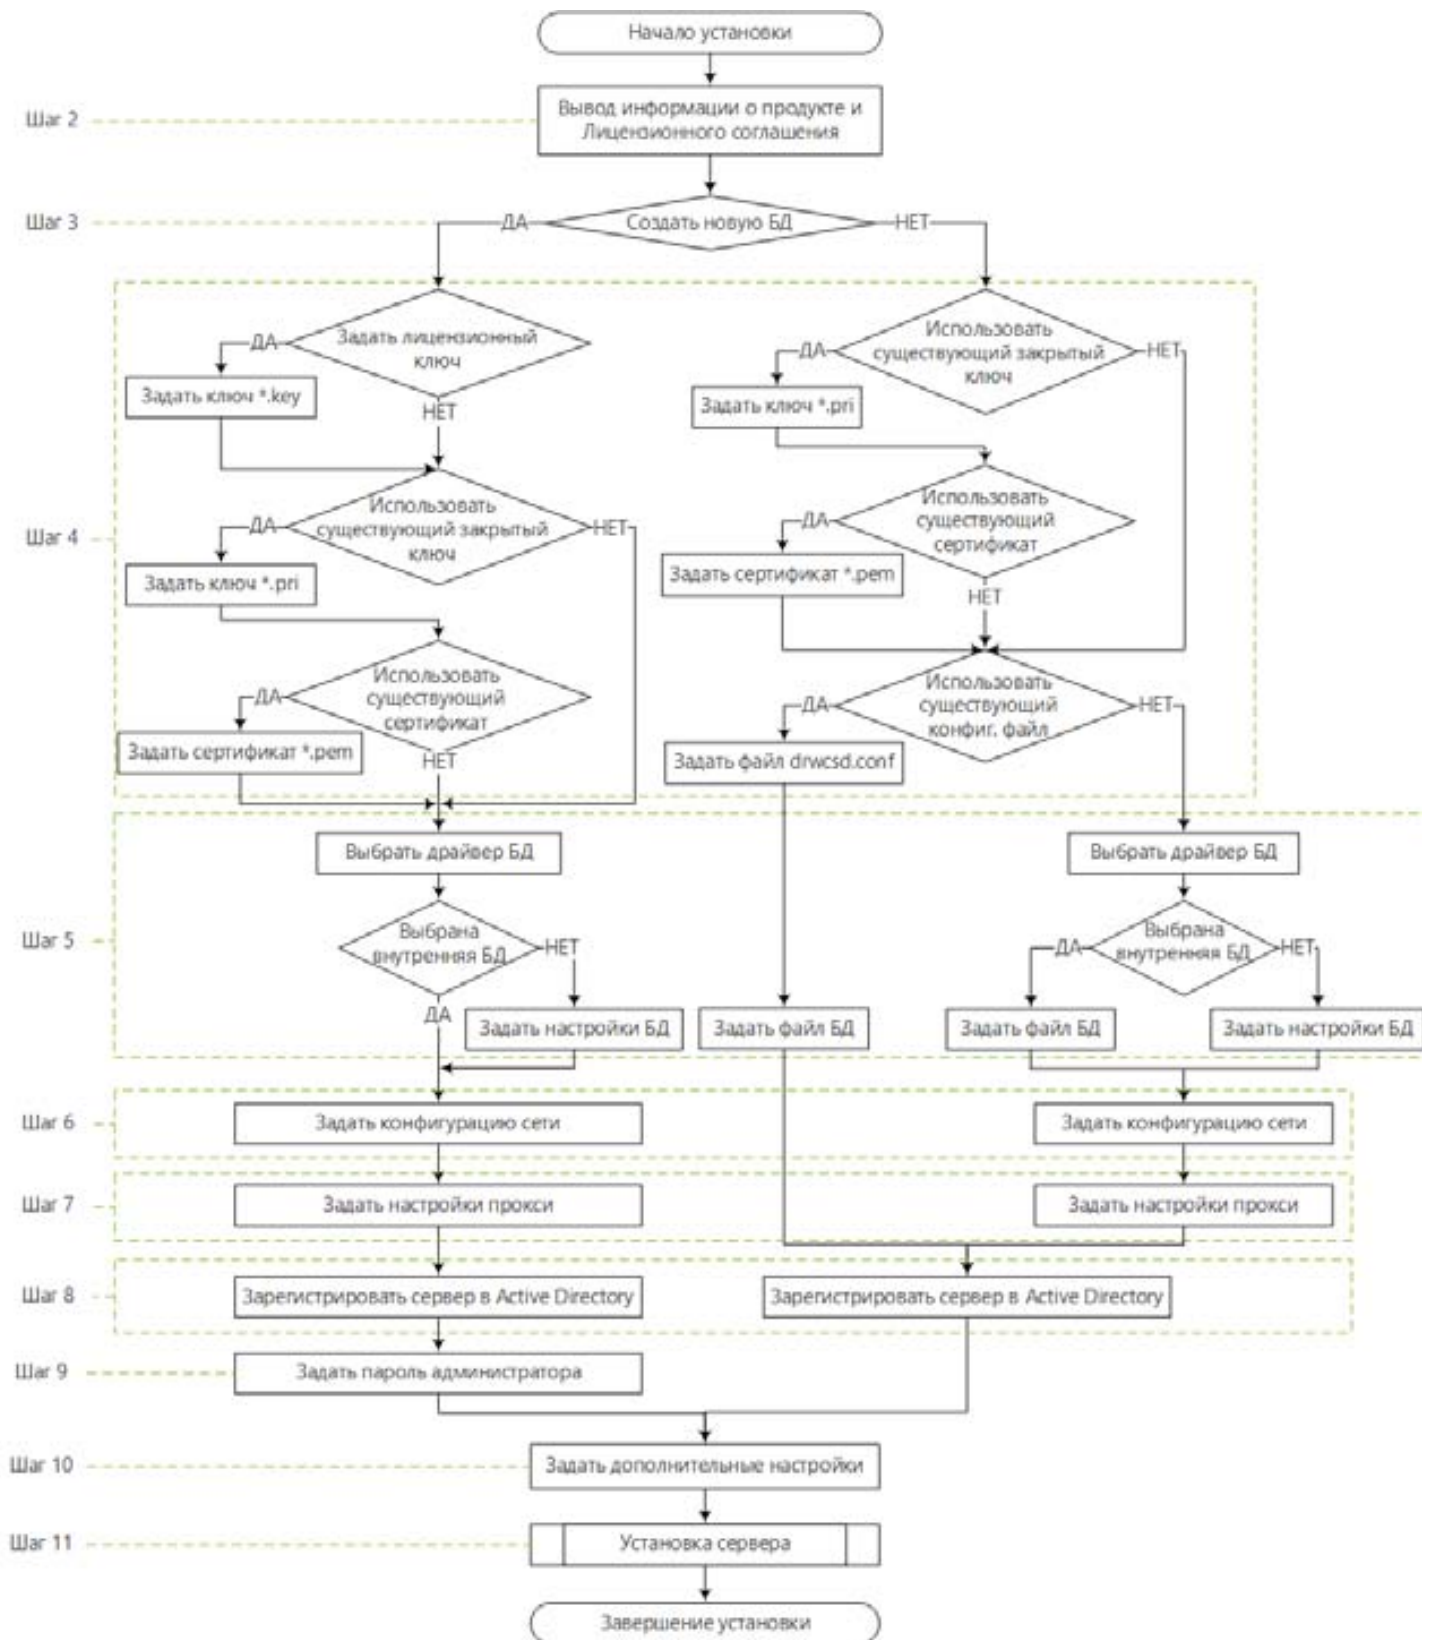 Начало установки
Шаг 2
Вывод информации о продукте и
Лицензионного соглашения
Шаг 3
ДА
Создать новую БД
НЕТ
Шаг 4
ДА
Задать лицензионный
ключ
Задать ключ *.key
НЕТ
ДА
Использовать
существующий закрытый
ключ
НЕТ
Задать ключ *.pri
ДА
Использовать
существующий
сертификат
Задать сертификат *.pem
НЕТ
ДА
Использовать
существующий закрытый
ключ
НЕТ
Задать ключ *.pri
ДА
Использовать
существующий
сертификат
Задать сертификат *.pem
НЕТ
ДА
Использовать
существующий
конфиг. файл
НЕТ
Задать файл drwcsd.conf
Шаг 5
Выбрать драйвер БД
Выбрана
внутренняя БД
НЕТ
ДА
Задать настройки БД
Задать файл БД
Выбрать драйвер БД
ДА
Выбрана
внутренняя БД
НЕТ
Задать файл БД
Задать настройки БД
Шаг 6
Задать конфигурацию сети
Задать конфигурацию сети
Шаг 7
Задать настройки прокси
Задать настройки прокси
Шаг 8
Зарегистрировать сервер в Active Directory
Зарегистрировать сервер в Active Directory
Шаг 9
Задать пароль администратора
Шаг 10
Задать дополнительные настройки
Шаг 11
Установка сервера
Завершение установки